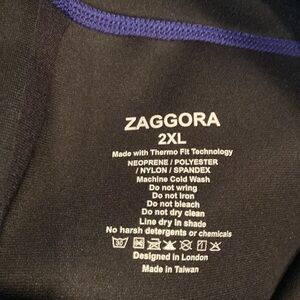 ZAGGORA
2XL
Made with Thermo Fit Technology
NEOPRENE / POLYESTER
/ NYLON / SPANDEX
Machine Cold Wash
Do not wring
Do not iron
Do not bleach
Do not dry clean
Line dry in shade
No harsh detergents or chemicals
Designed in London
Made in Taiwan